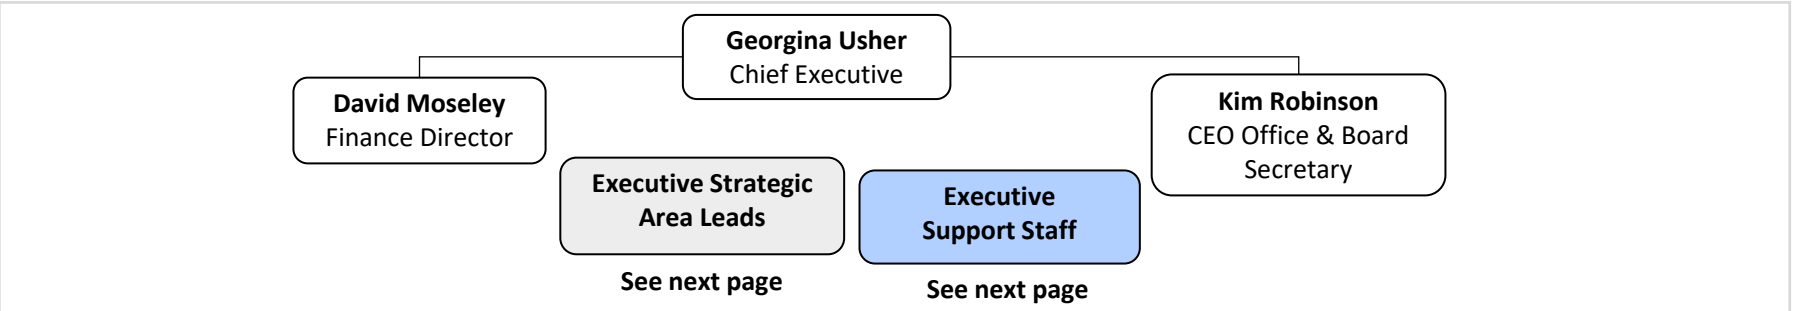 Georgina Usher
Chief Executive
David Moseley
Finance Director
Kim Robinson
CEO Office & Board
Secretary
Executive Strategic
Area Leads
Executive
Support Staff
See next page
See next page